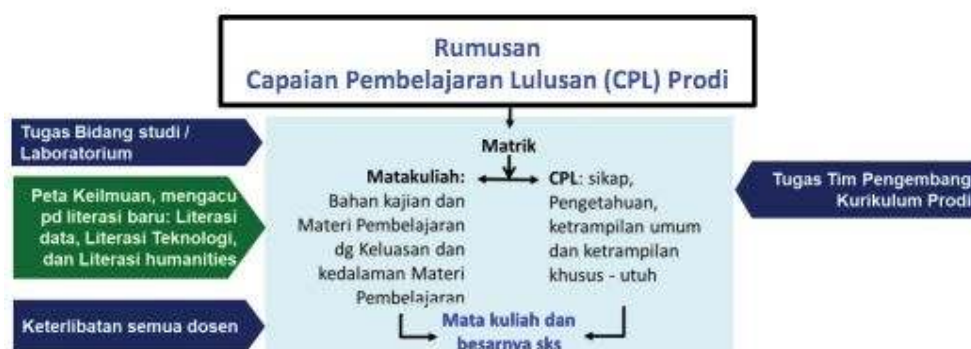 Rumusan
Capaian Pembelajaran Lulusan (CPL) Prodi
Tugas Bidang studi /
Laboratorium
Peta Keilmuan, mengacu
pd literasi baru: Literasi
data, Literasi Teknologi,
dan Literasi humanities
Keterlibatan semua dosen
Matrik
Matakuliah:
Bahan kajian dan
Materi Pembelajaran
dg Keluasan dan
kedalaman Materi
Pembelajaran
CPL: sikap,
Pengetahuan,
ketrampilan umum
dan ketrampilan
khusus - utuh
Mata kuliah dan
besarnya sks
Tugas Tim Pengembang
Kurikulum Prodi